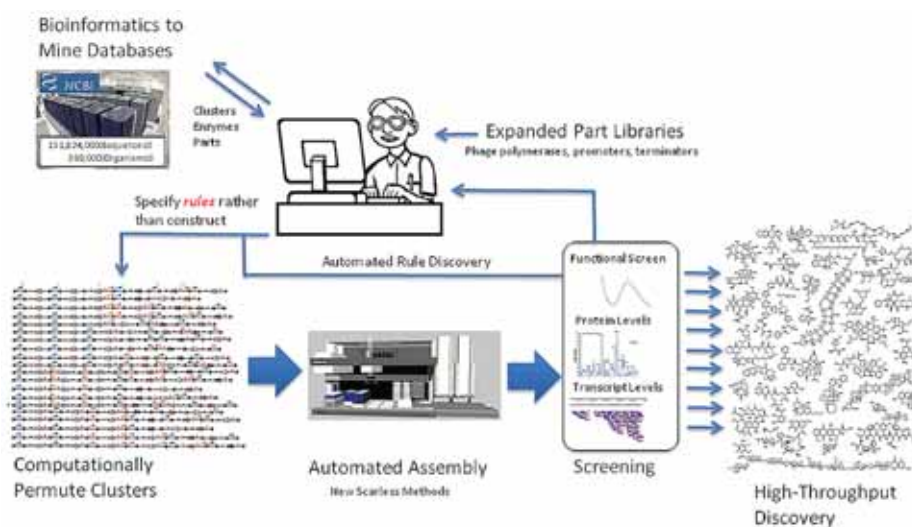 Bioinformatics to
Mine Databases
NCBI
Clusters
Enzymes
Parts
Expanded Part Libraries
Phage polymerases, promoters, terminators
Specify rules rather
than construct
Automated Rule Discovery
Functional Screen
Protein Levels
Transcript Levels
Computationally
Permute Clusters
Automated Assembly
New Scarless Methods
Screening
High-Throughput
Discovery